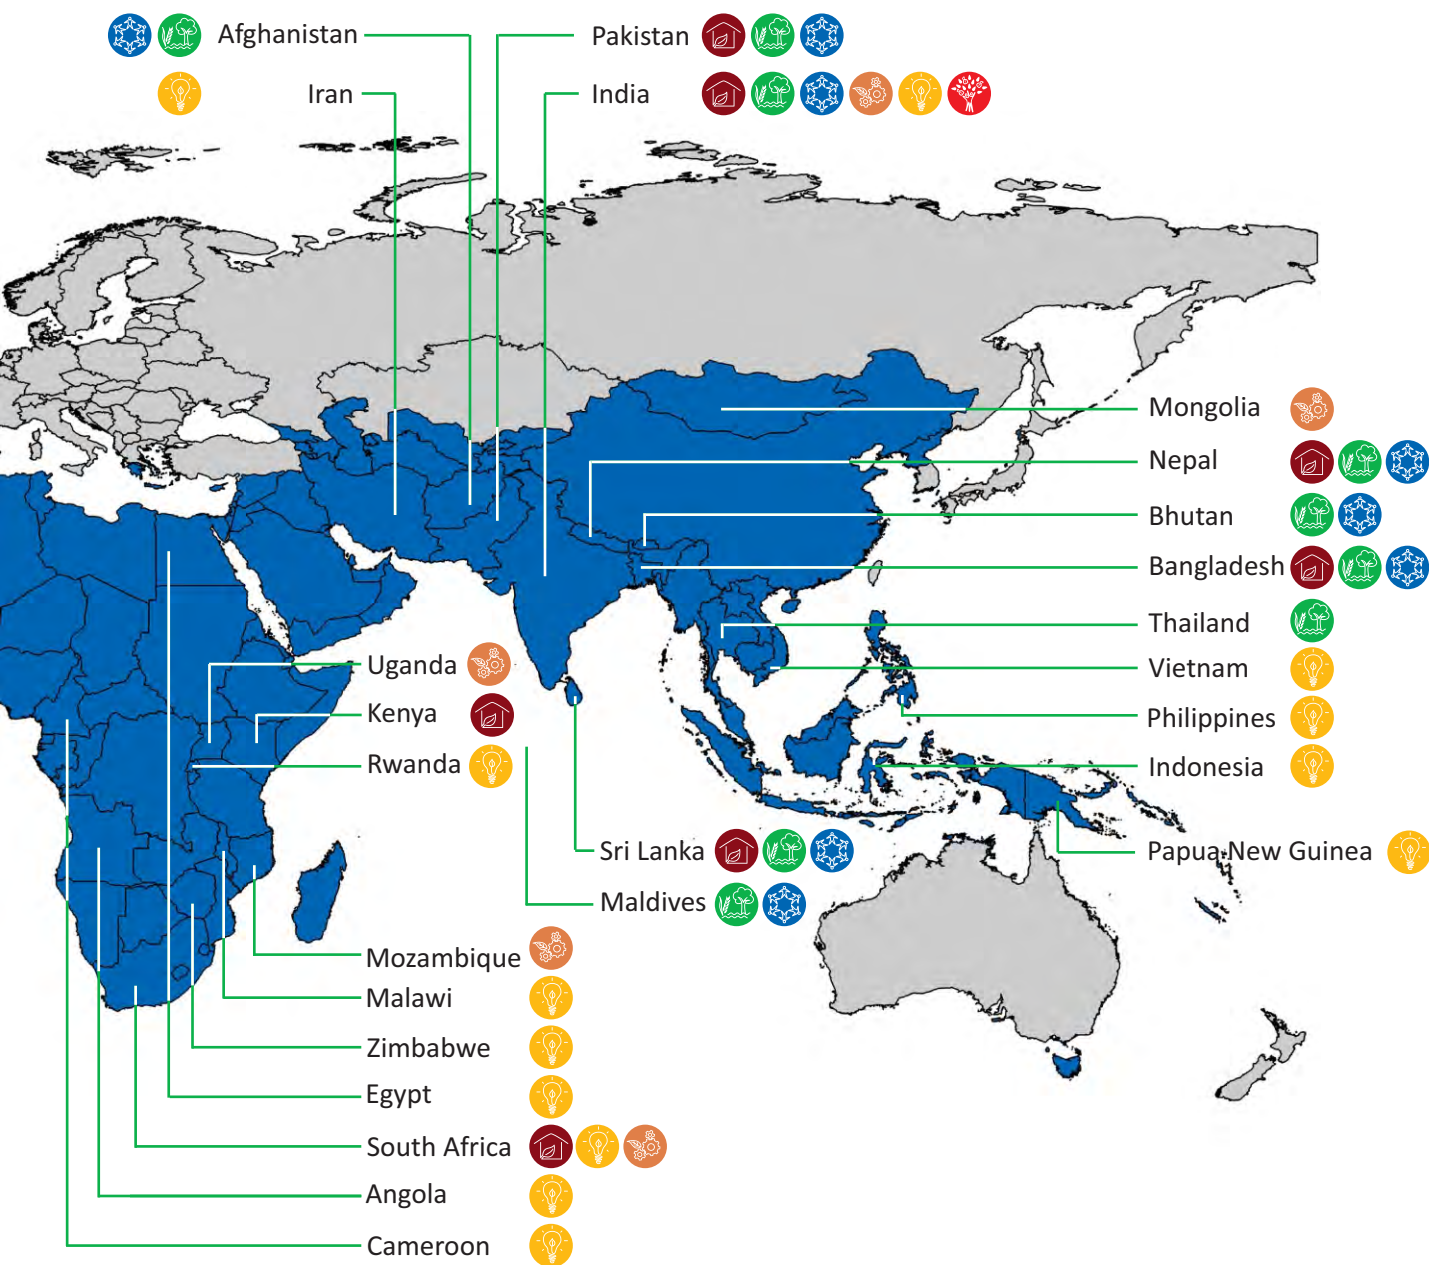 Afghanistan
Pakistan
Iran
India
Mongolia
Nepal
Bhutan
Bangladesh
Thailand
Vietnam
Philippines
Indonesia
Papua New Guinea
Uganda
Kenya
Rwanda
Sri Lanka
Maldives
Mozambique
Malawi
Zimbabwe
Egypt
South Africa
Angola
Cameroon